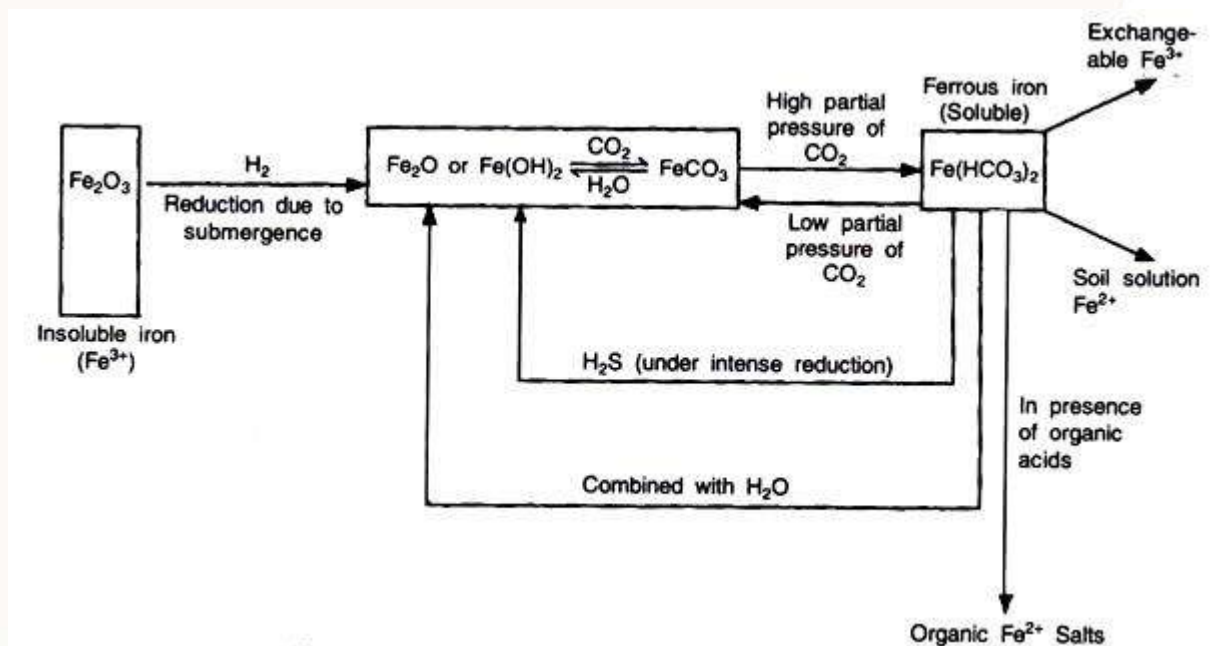 Exchange-
able Fe³⁺
Ferrous iron
(Soluble)
High partial
pressure of
CO₂
Fe₂O₃
H₂
Reduction due to
submergence
Fe₂O or Fe(OH)₂ CO₂ H₂O FeCO₃
Fe(HCO₃)₂
Low partial
pressure of
CO₂
Soil solution
Fe²⁺
Insoluble iron
(Fe³⁺)
H₂S (under intense reduction)
In presence
of organic
acids
Combined with H₂O
Organic Fe²⁺ Salts